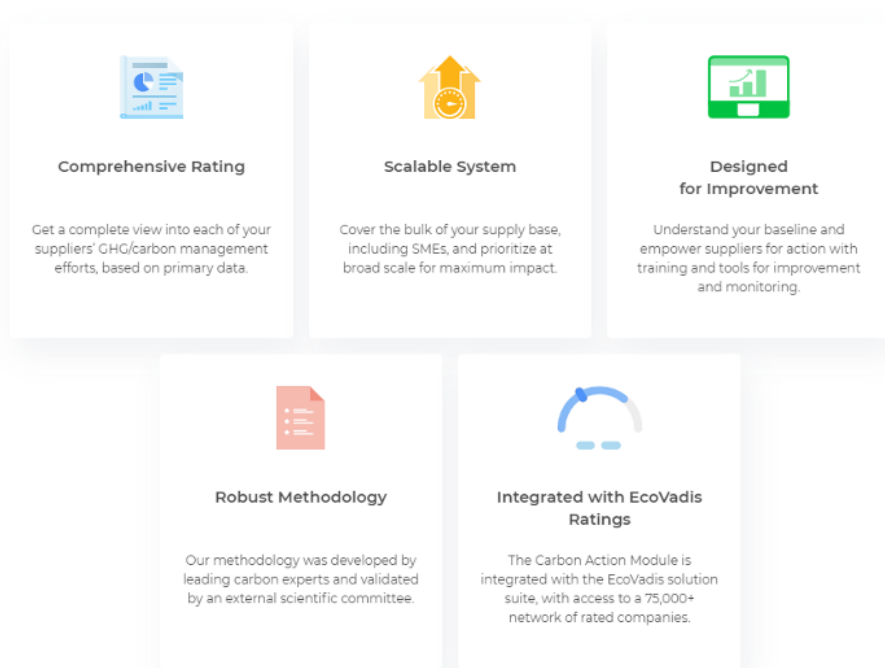 Comprehensive Rating
Get a complete view into each of your
suppliers' GHG/carbon management
efforts, based on primary data.
Scalable System
Cover the bulk of your supply base,
including SMEs, and prioritize at
broad scale for maximum impact.
Designed
for Improvement
Understand your baseline and
empower suppliers for action with
training and tools for improvement
and monitoring.
Robust Methodology
Our methodology was developed by
leading carbon experts and validated
by an external scientific committee.
Integrated with EcoVadis
Ratings
The Carbon Action Module is
integrated with the EcoVadis solution
suite, with access to a 75,000+
network of rated companies.